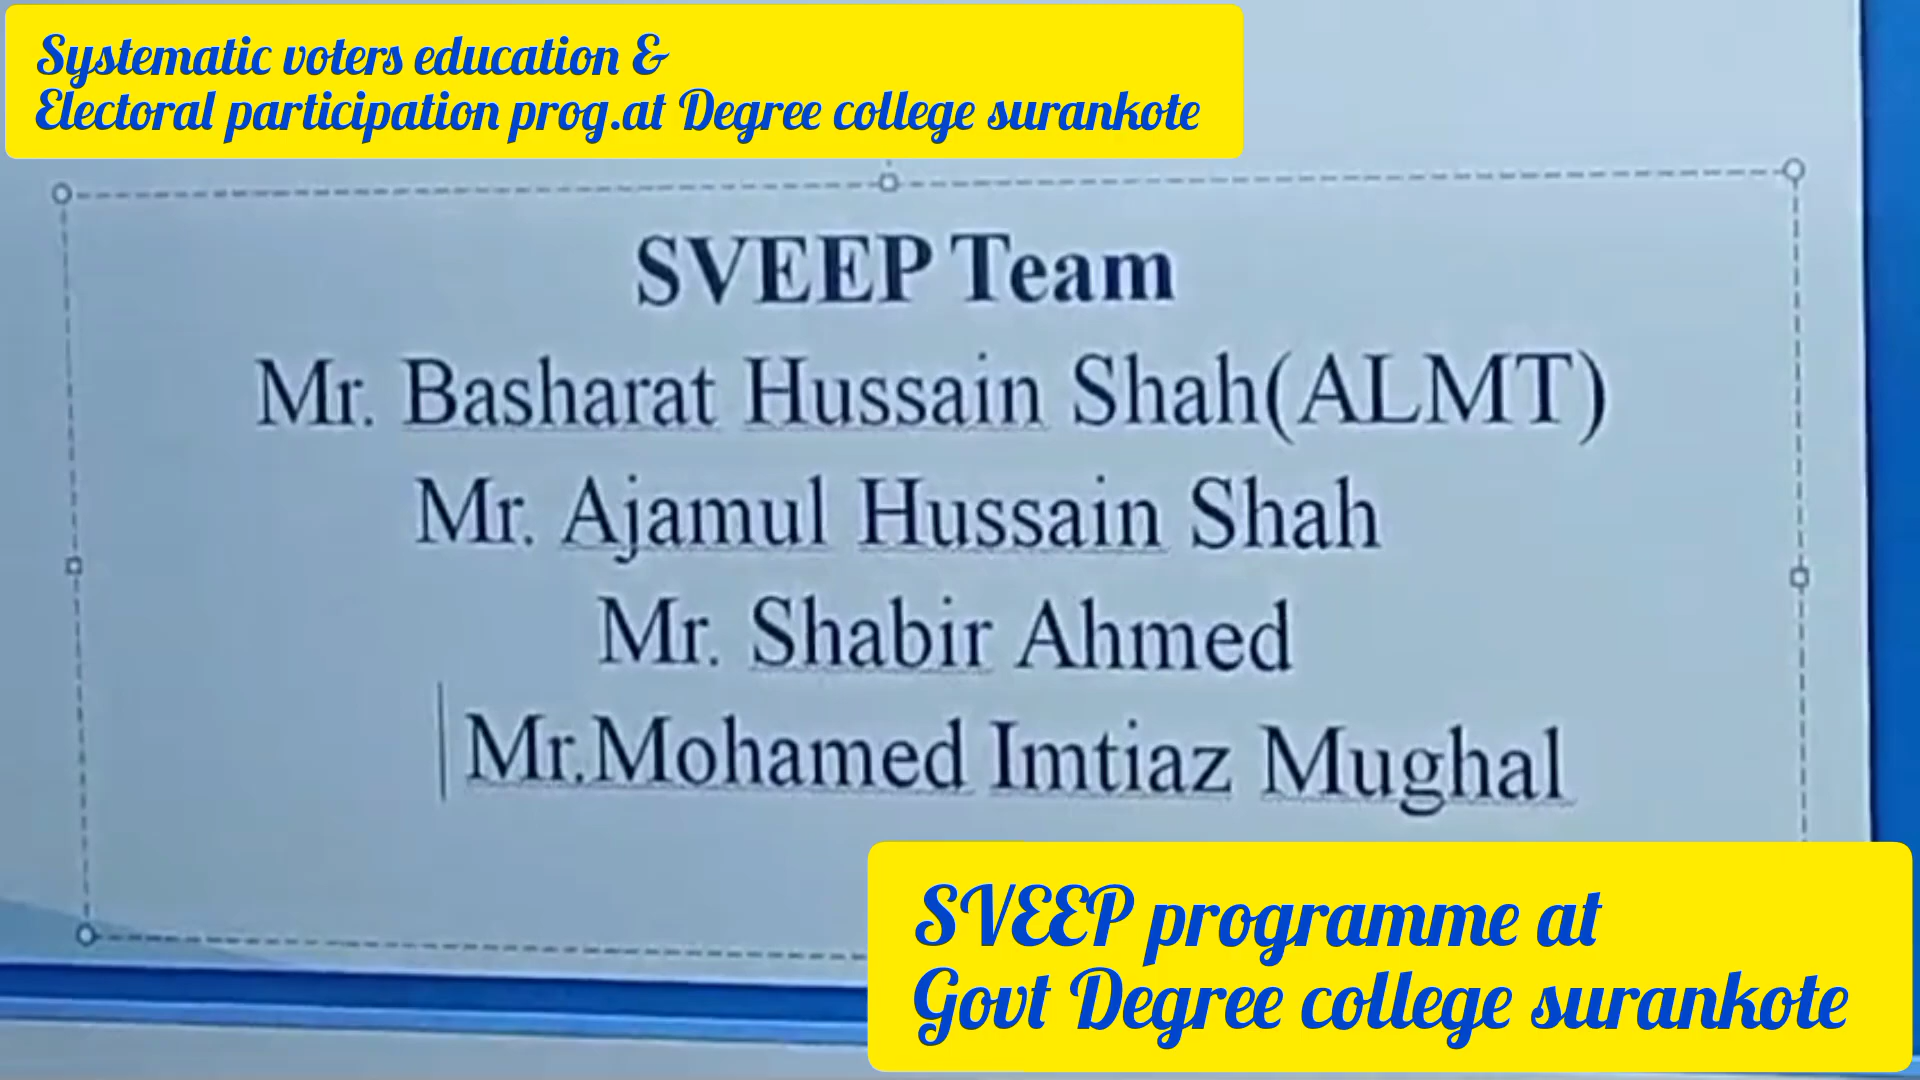 Systematic voters education &
Electoral participation prog.at Degree college surankote
SVEEP Team
Mr. Basharat Hussain Shah(ALMT)
Mr. Ajamul Hussain Shah
Mr. Shabir Ahmed
Mr.Mohamed Imtiaz Mughal
SVEEP programme at
Govt Degree college surankote